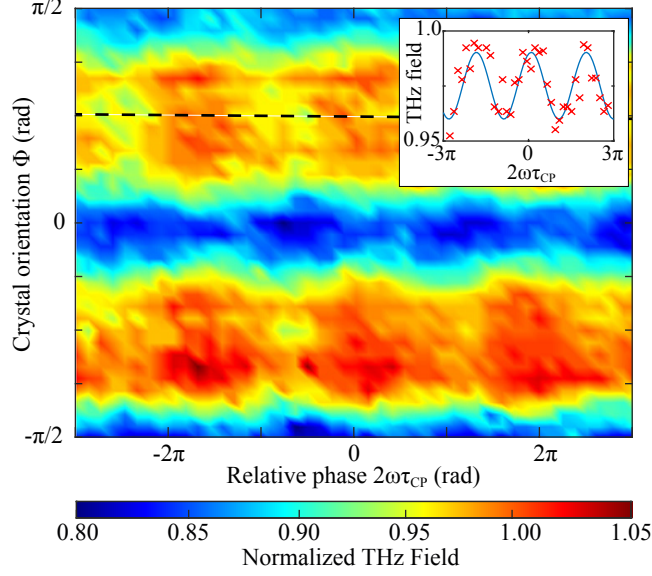 π/2
0
-π/2
Crystal orientation Φ (rad)
-2π
0
2π
Relative phase 2ωτCP (rad)
1.0
0.95
THz field
-3π
0
3π
2ωτCP
0.80
0.85
0.90
0.95
1.00
1.05
Normalized THz Field